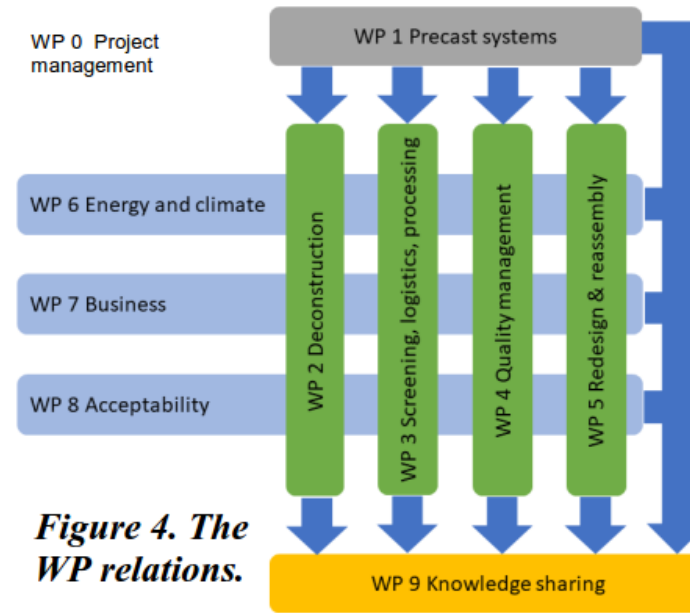 WP 0  Project
management
WP 1 Precast systems
WP 6 Energy and climate
WP 7 Business
WP 8 Acceptability
WP 2 Deconstruction
WP 3 Screening, logistics, processing
WP 4 Quality management
WP 5 Redesign & reassembly
Figure 4. The
WP relations.
WP 9 Knowledge sharing